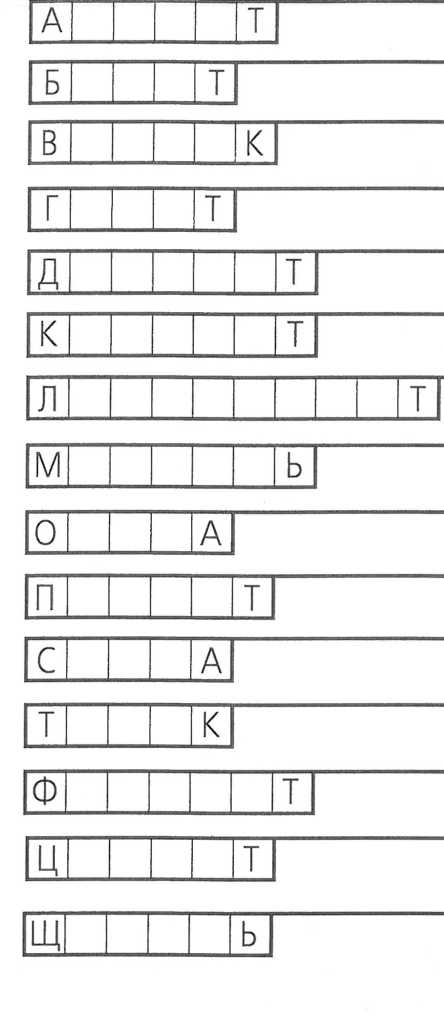 А Т
Б Т
В К
Г Т
Д Т
К Т
Л Т
М Ь
О А
П Т
С А
Т К
Ф Т
Ц Т
Щ Ь